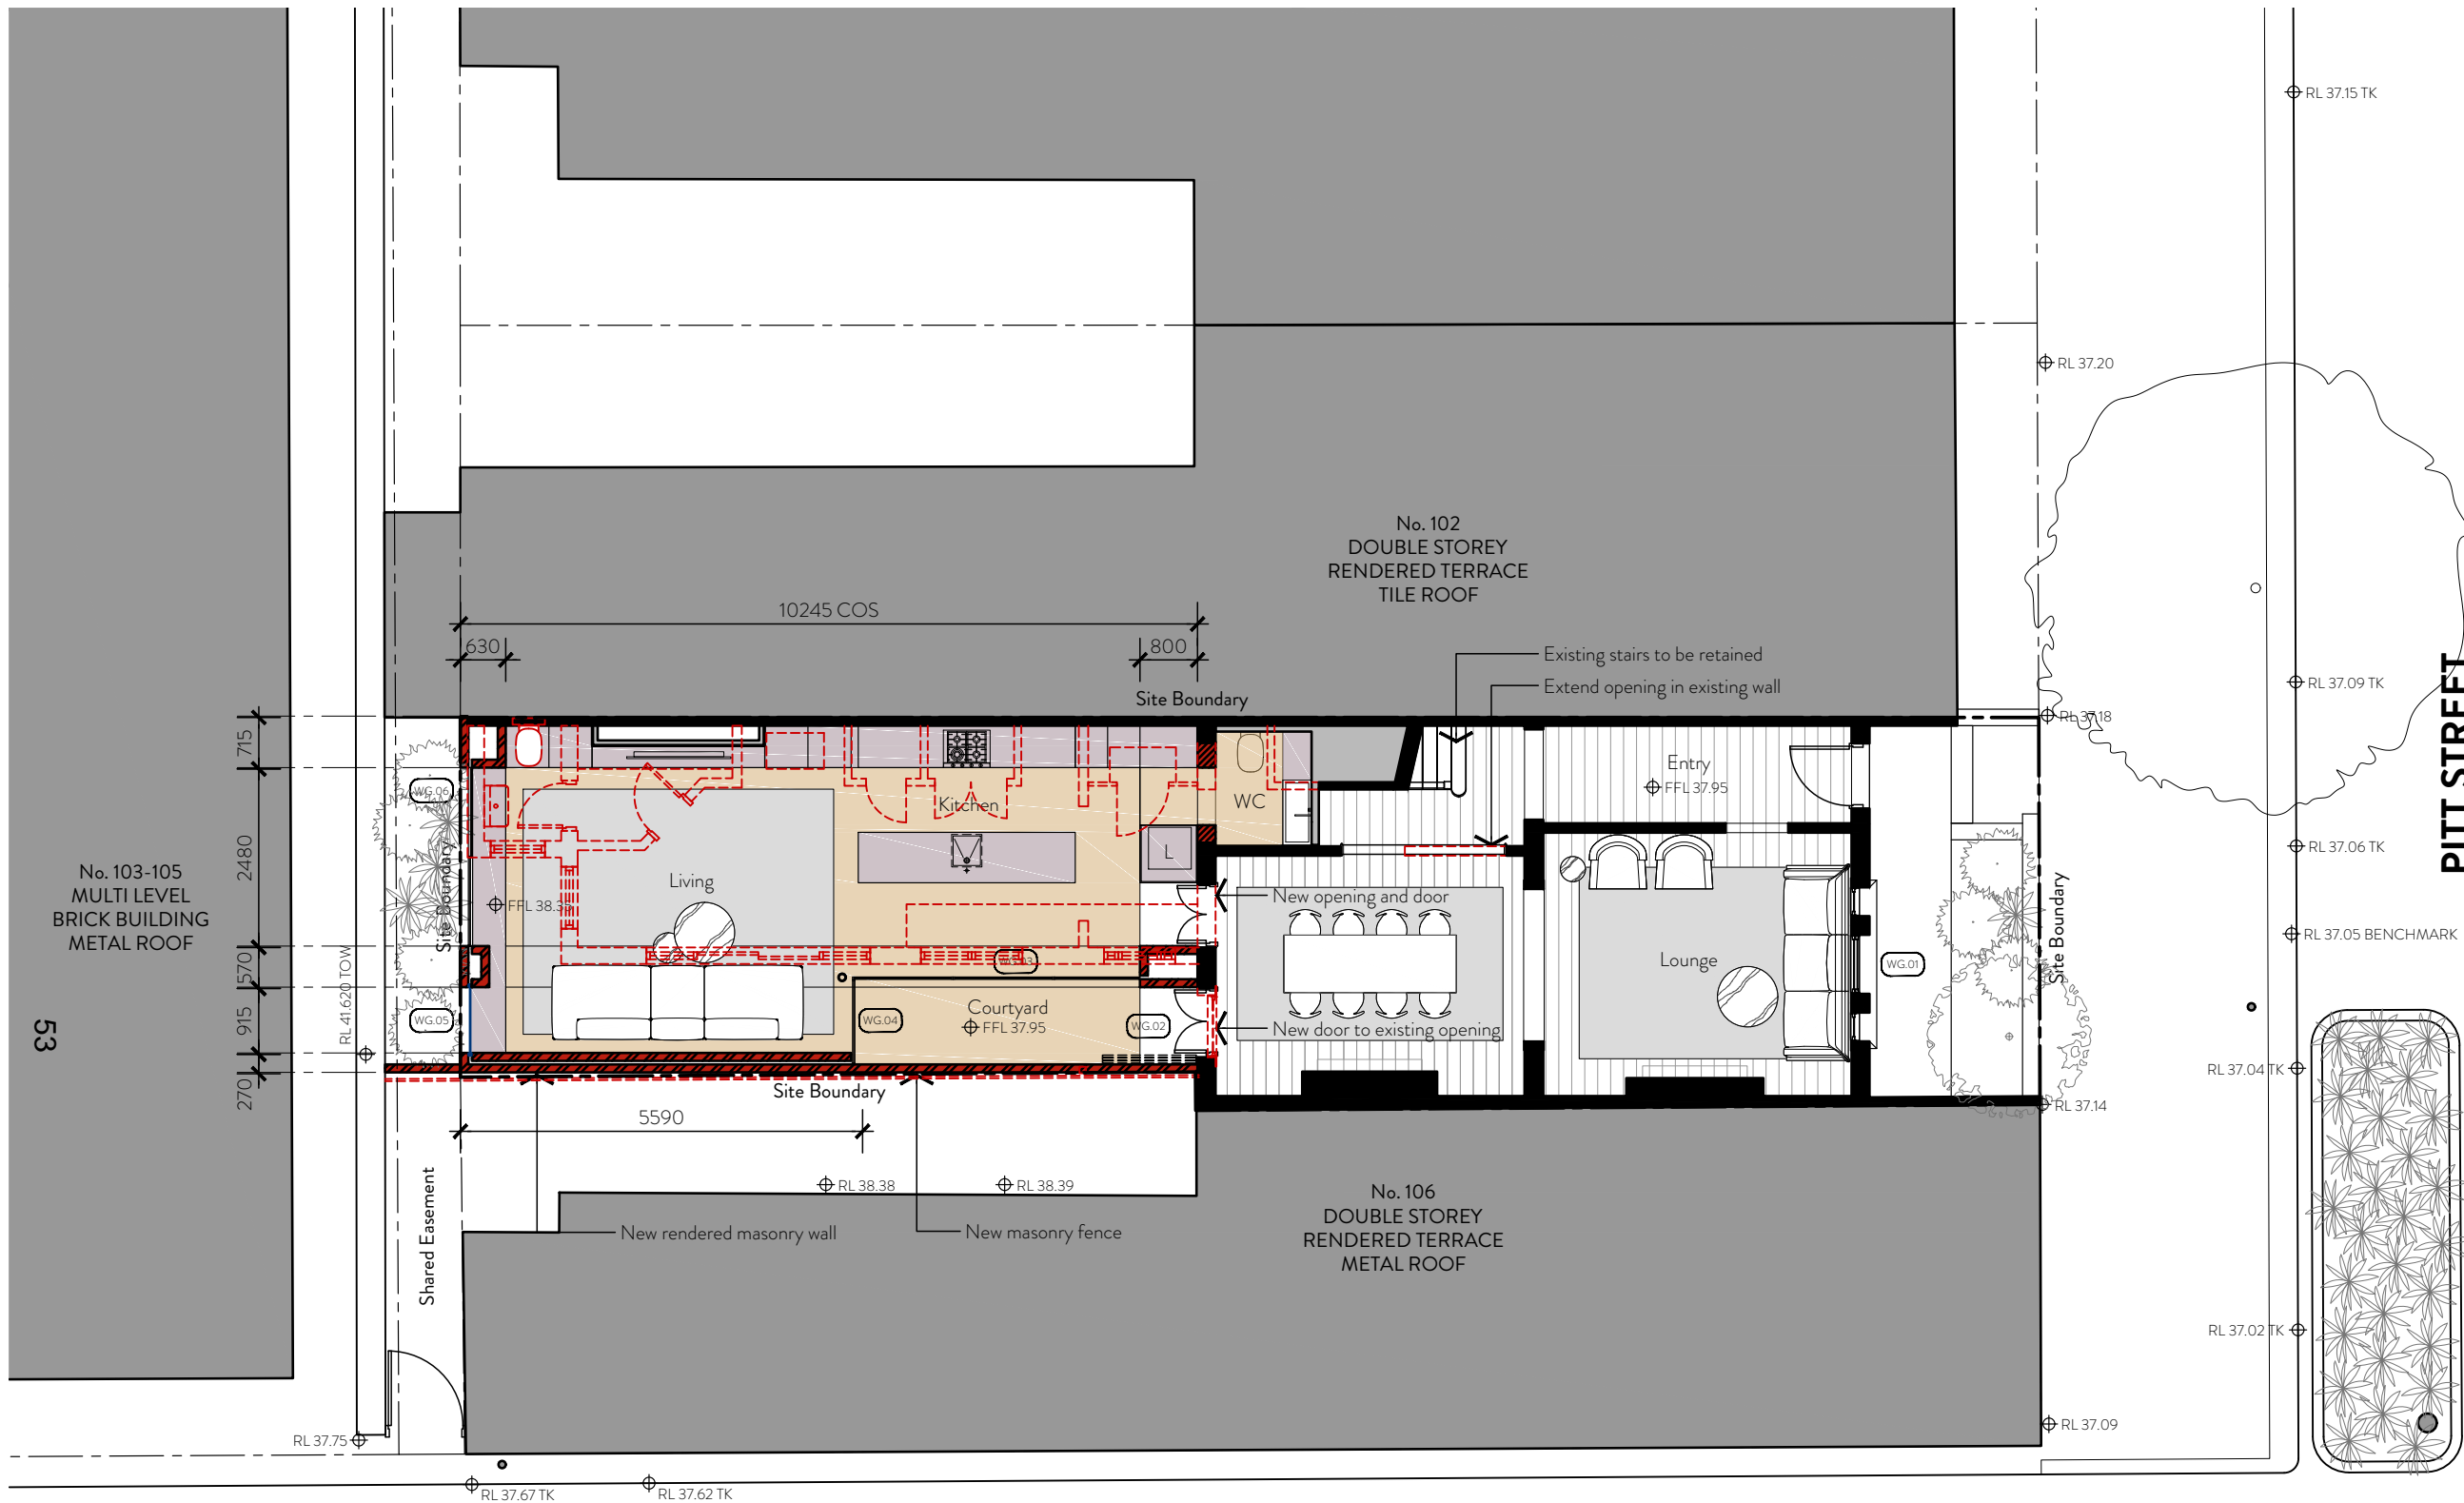 RL 37.15 TK
RL 37.20
No. 102
DOUBLE STOREY
RENDERED TERRACE
TILE ROOF
10245 COS
630
800
Existing stairs to be retained
Extend opening in existing wall
Site Boundary
RL 37.09 TK
RL 37.18
PITT STREET
715
2480
570
915
270
WG.06
Kitchen
WC
Entry
FFL 37.95
RL 37.06 TK
No. 103-105
MULTI LEVEL
BRICK BUILDING
METAL ROOF
Site Boundary
Living
L
New opening and door
Site Boundary
RL 37.05 BENCHMARK
RL 41.620 TOW
WG.03
Lounge
WG.01
Courtyard
FFL 37.95
WG.05
WG.04
WG.02
New door to existing opening
53
RL 37.04 TK
Site Boundary
RL 37.14
5590
Shared Easement
RL 38.38
RL 38.39
New rendered masonry wall
New masonry fence
No. 106
DOUBLE STOREY
RENDERED TERRACE
METAL ROOF
RL 37.02 TK
RL 37.09
RL 37.75
RL 37.67 TK
RL 37.62 TK